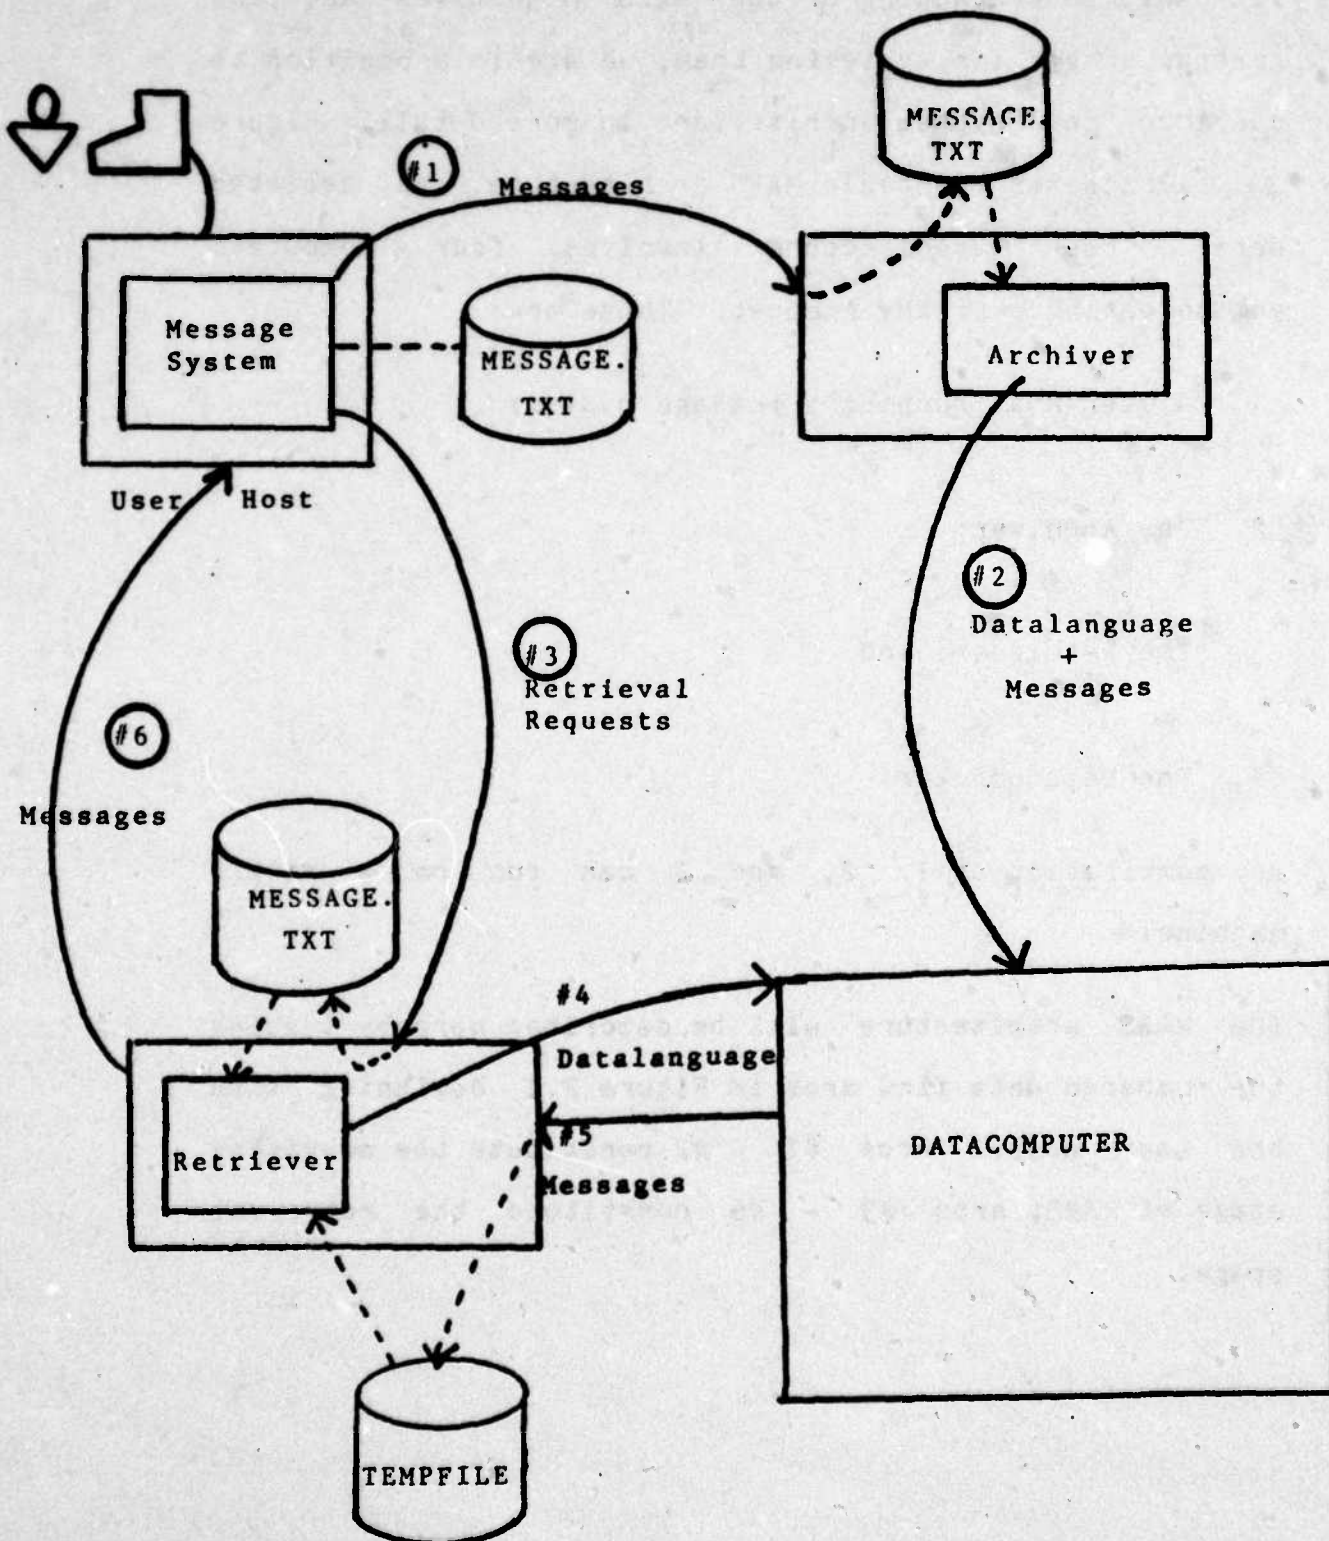 MESSAGE.
TXT
#1
Messages
Message
System
MESSAGE.
TXT
Archiver
User Host
#2
Datalanguage
+
Messages
#3
Retrieval
Requests
#6
Messages
MESSAGE.
TXT
#4
Datalanguage
#5
Messages
Retriever
DATACOMPUTER
TEMPFILE